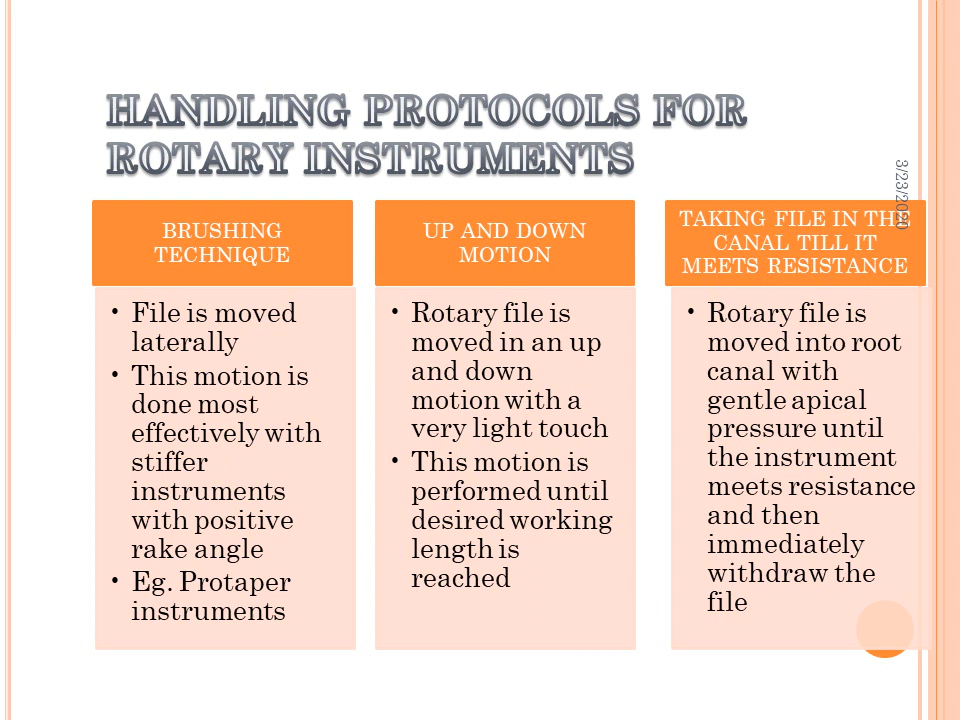 HANDLING PROTOCOLS FOR
ROTARY INSTRUMENTS
3/23/2020
BRUSHING
TECHNIQUE
• File is moved
laterally
• This motion is
done most
effectively with
stiffer
instruments
with positive
rake angle
• Eg. Protaper
instruments
UP AND DOWN
MOTION
• Rotary file is
moved in an up
and down
motion with a
very light touch
• This motion is
performed until
desired working
length is
reached
TAKING FILE IN THE
CANAL TILL IT
MEETS RESISTANCE
• Rotary file is
moved into root
canal with
gentle apical
pressure until
the instrument
meets resistance
and then
immediately
withdraw the
file